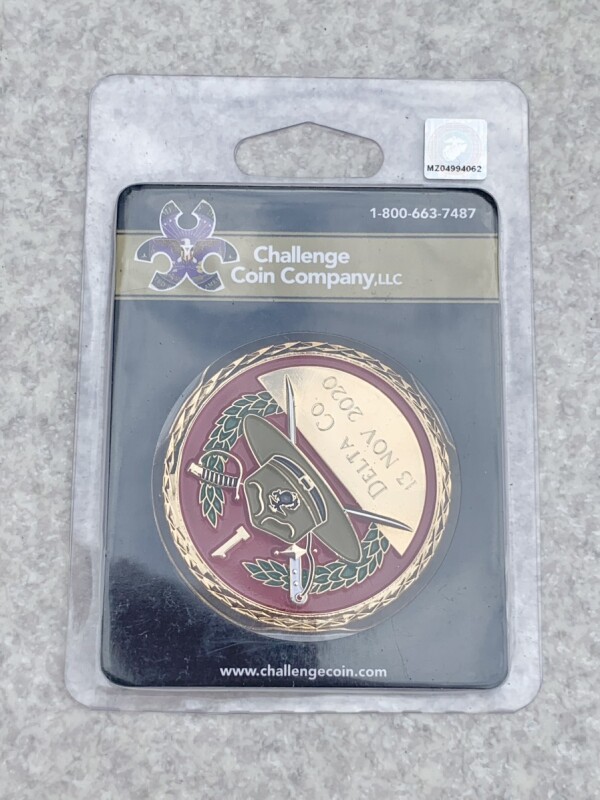 MZ04994062
1-800-663-7487
Challenge
Coin Company,LLC
DELTA CO.
13 NOV 2020
1
www.challengecoin.com